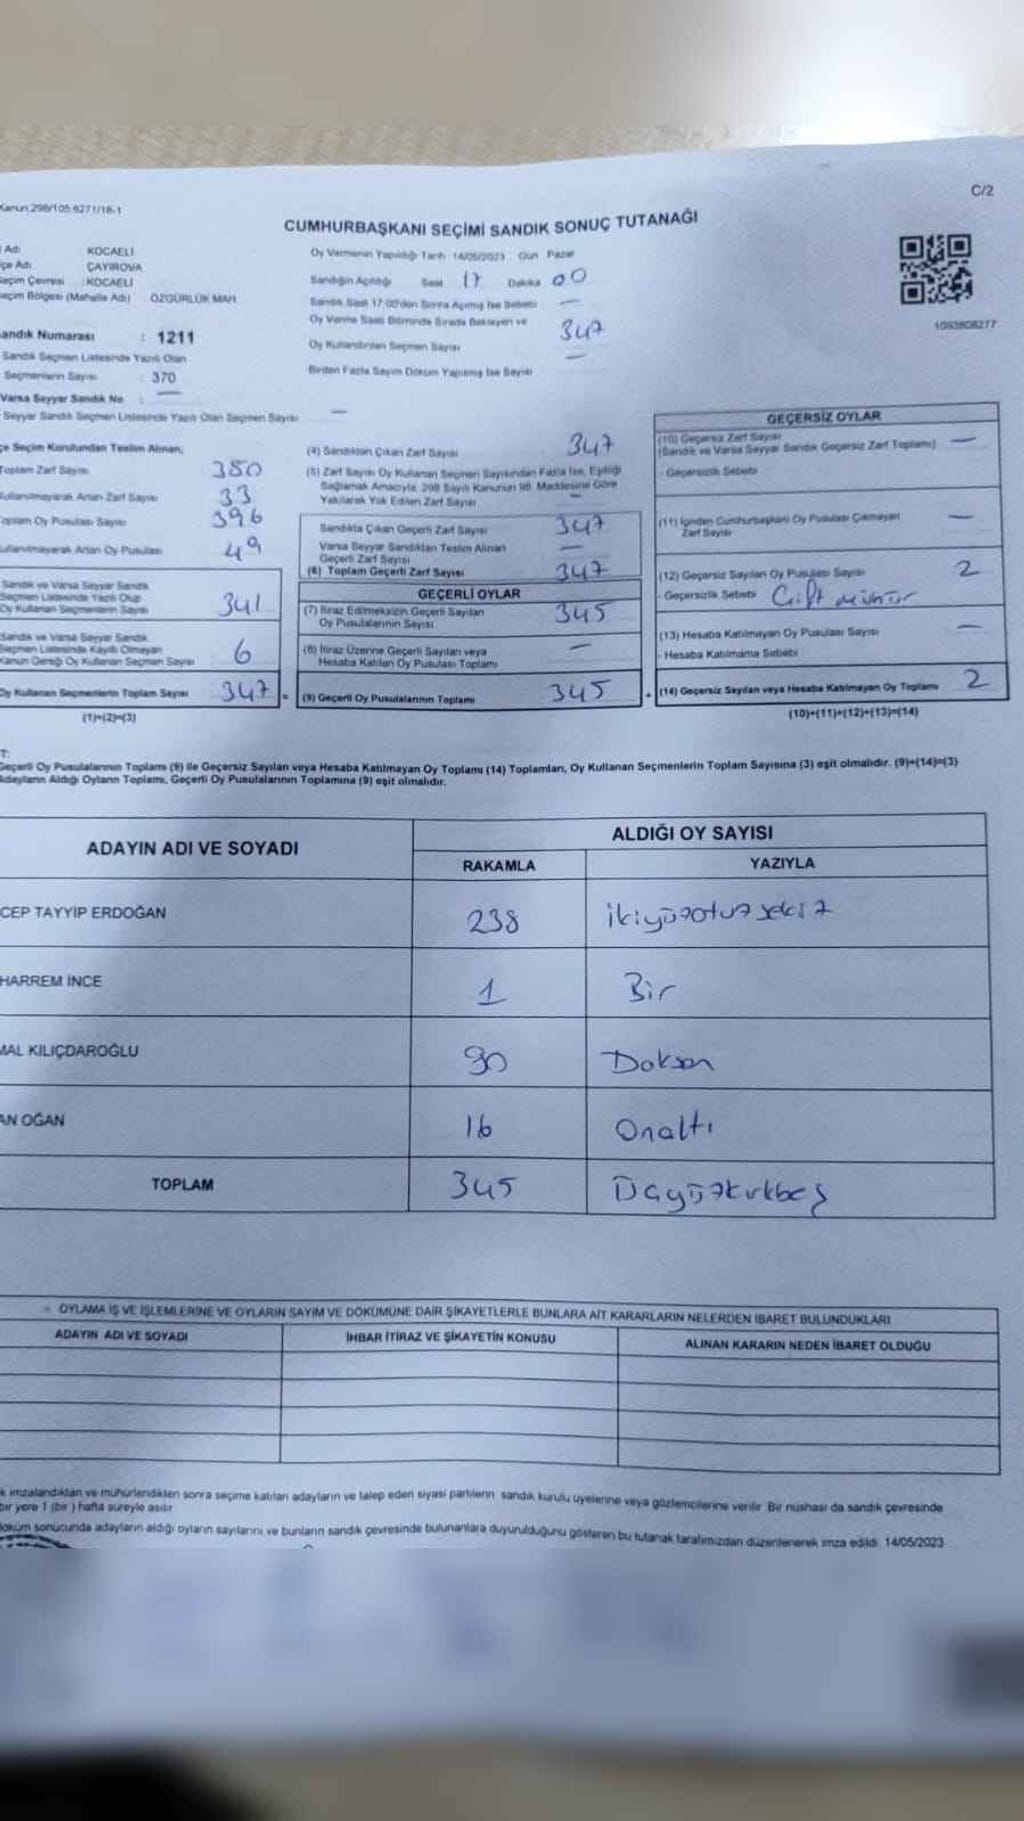 Kanun:298/105.6271/18-1
C/2
CUMHURBAŞKANI SEÇİMİ SANDIK SONUÇ TUTANAĞI
Adı KOCAELİ
çe Adı ÇAYIROVA
Seçim Çevresi : KOCAELİ
eçim Bölgesi (Mahalle Adı) ÖZGÜRLÜK MAH.
andık Numarası : 1211
Sandık Seçmen Listesinde Yazılı Olan
Seçmenlerin Sayısı : 370
Varsa Seyyar Sandık No : —
Seyyar Sandık Seçmen Listesinde Yazılı Olan Seçmen Sayısı —
Oy Vermenin Yapıldığı Tarih 14/05/2023 Gün Pazar
Sandığın Açıldığı Saat 17 Dakika 00
Sandık Saat 17.00'den Sonra Açılmış İse Sebebi —
Oy Verme Saati Bitiminde Sırada Bekleyen ve
Oy Kullandırılan Seçmen Sayısı 347
Birden Fazla Sayım Döküm Yapılmış İse Sayısı —
1093808277
çe Seçim Kurulundan Teslim Alınan;
Toplam Zarf Sayısı 380
Kullanılmayarak Artan Zarf Sayısı 33
Toplam Oy Pusulası Sayısı 396
Kullanılmayarak Artan Oy Pusulası 49
Sandık ve Varsa Seyyar Sandık
Seçmen Listesinde Yazılı Olup
Oy Kullanan Seçmenlerin Sayısı 341
Sandık ve Varsa Seyyar Sandık
Seçmen Listesinde Kayıtlı Olmayan
Kanun Gereği Oy Kullanan Seçmen Sayısı 6
Oy Kullanan Seçmenlerin Toplam Sayısı 347 =
(1)+(2)=(3)
(4) Sandıktan Çıkan Zarf Sayısı 347
(5) Zarf Sayısı Oy Kullanan Seçmen Sayısından Fazla İse, Eşitliği
Sağlamak Amacıyla, 298 Sayılı Kanunun 98. Maddesine Göre
Yakılarak Yok Edilen Zarf Sayısı —
Sandıkta Çıkan Geçerli Zarf Sayısı 347
Varsa Seyyar Sandıktan Teslim Alınan
Geçerli Zarf Sayısı —
(6) Toplam Geçerli Zarf Sayısı 347
GEÇERLİ OYLAR
(7) İtiraz Edilmeksizin Geçerli Sayılan
Oy Pusulalarının Sayısı 345
(8) İtiraz Üzerine Geçerli Sayılan veya
Hesaba Katılan Oy Pusulası Toplamı —
(9) Geçerli Oy Pusulalarının Toplamı 345 +
GEÇERSİZ OYLAR
(10) Geçersiz Zarf Sayısı
(Sandık ve Varsa Seyyar Sandık Geçersiz Zarf Toplamı) —
- Geçersizlik Sebebi
(11) İçinden Cumhurbaşkanı Oy Pusulası Çıkmayan
Zarf Sayısı —
(12) Geçersiz Sayılan Oy Pusulası Sayısı 2
- Geçersizlik Sebebi Çift mühür
(13) Hesaba Katılmayan Oy Pusulası Sayısı —
- Hesaba Katılmama Sebebi
(14) Geçersiz Sayılan veya Hesaba Katılmayan Oy Toplamı 2
(10)+(11)+(12)+(13)=(14)
T:
Geçerli Oy Pusulalarının Toplamı (9) ile Geçersiz Sayılan veya Hesaba Katılmayan Oy Toplamı (14) Toplamları, Oy Kullanan Seçmenlerin Toplam Sayısına (3) eşit olmalıdır. (9)+(14)=(3)
Adayların Aldığı Oyların Toplamı, Geçerli Oy Pusulalarının Toplamına (9) eşit olmalıdır.
ADAYIN ADI VE SOYADI
ALDIĞI OY SAYISI
RAKAMLA YAZIYLA
CEP TAYYİP ERDOĞAN 238 ikiyüzotuzsekiz
HARREM İNCE 1 Bir
MAL KILIÇDAROĞLU 90 Doksan
AN OĞAN 16 Onaltı
TOPLAM 345 Üçyüzkırkbeş
OYLAMA İŞ VE İŞLEMLERİNE VE OYLARIN SAYIM VE DÖKÜMÜNE DAİR ŞİKAYETLERLE BUNLARA AİT KARARLARIN NELERDEN İBARET BULUNDUKLARI
ADAYIN ADI VE SOYADI İHBAR İTİRAZ VE ŞİKAYETİN KONUSU ALINAN KARARIN NEDEN İBARET OLDUĞU
k imzalandıktan ve mühürlendikten sonra seçime katılan adayların ve talep eden siyasi partilerin sandık kurulu üyelerine veya gözlemcilerine verilir. Bir nüshası da sandık çevresinde
bir yere 1 (bir) hafta süreyle asılır.
döküm sonucunda adayların aldığı oyların sayılarını ve bunların sandık çevresinde bulunanlara duyurulduğunu gösteren bu tutanak tarafımızdan düzenlenerek imza edildi. 14/05/2023